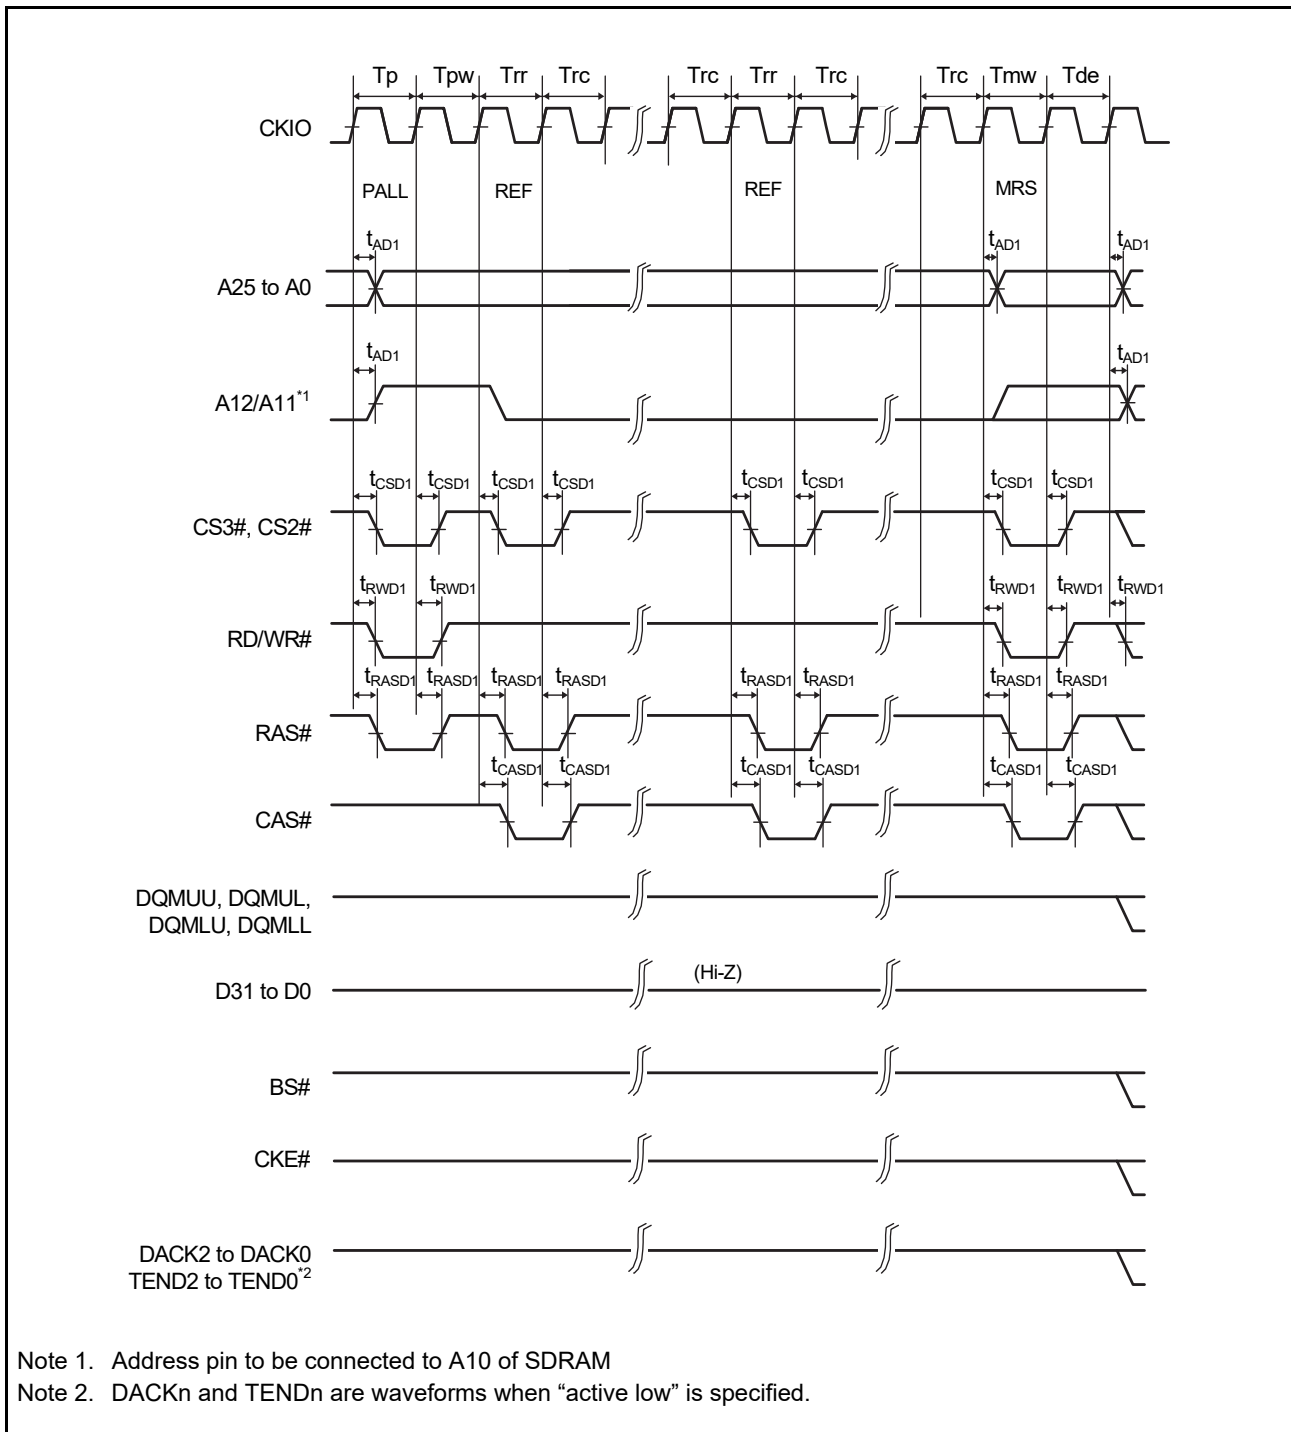 Tp Tpw Trr Trc Trc Trr Trc Trc Tmw Tde
CKIO
PALL REF REF MRS
tAD1 tAD1 tAD1
A25 to A0
tAD1 tAD1
A12/A11*1
tCSD1 tCSD1 tCSD1 tCSD1 tCSD1 tCSD1 tCSD1 tCSD1
CS3#, CS2#
tRWD1 tRWD1 tRWD1 tRWD1 tRWD1
RD/WR#
tRASD1 tRASD1 tRASD1 tRASD1 tRASD1 tRASD1 tRASD1 tRASD1
RAS#
tCASD1 tCASD1 tCASD1 tCASD1 tCASD1 tCASD1
CAS#
DQMUU, DQMUL,
DQMLU, DQMLL
(Hi-Z)
D31 to D0
BS#
CKE#
DACK2 to DACK0
TEND2 to TEND0*2
Note 1. Address pin to be connected to A10 of SDRAM
Note 2. DACKn and TENDn are waveforms when “active low” is specified.